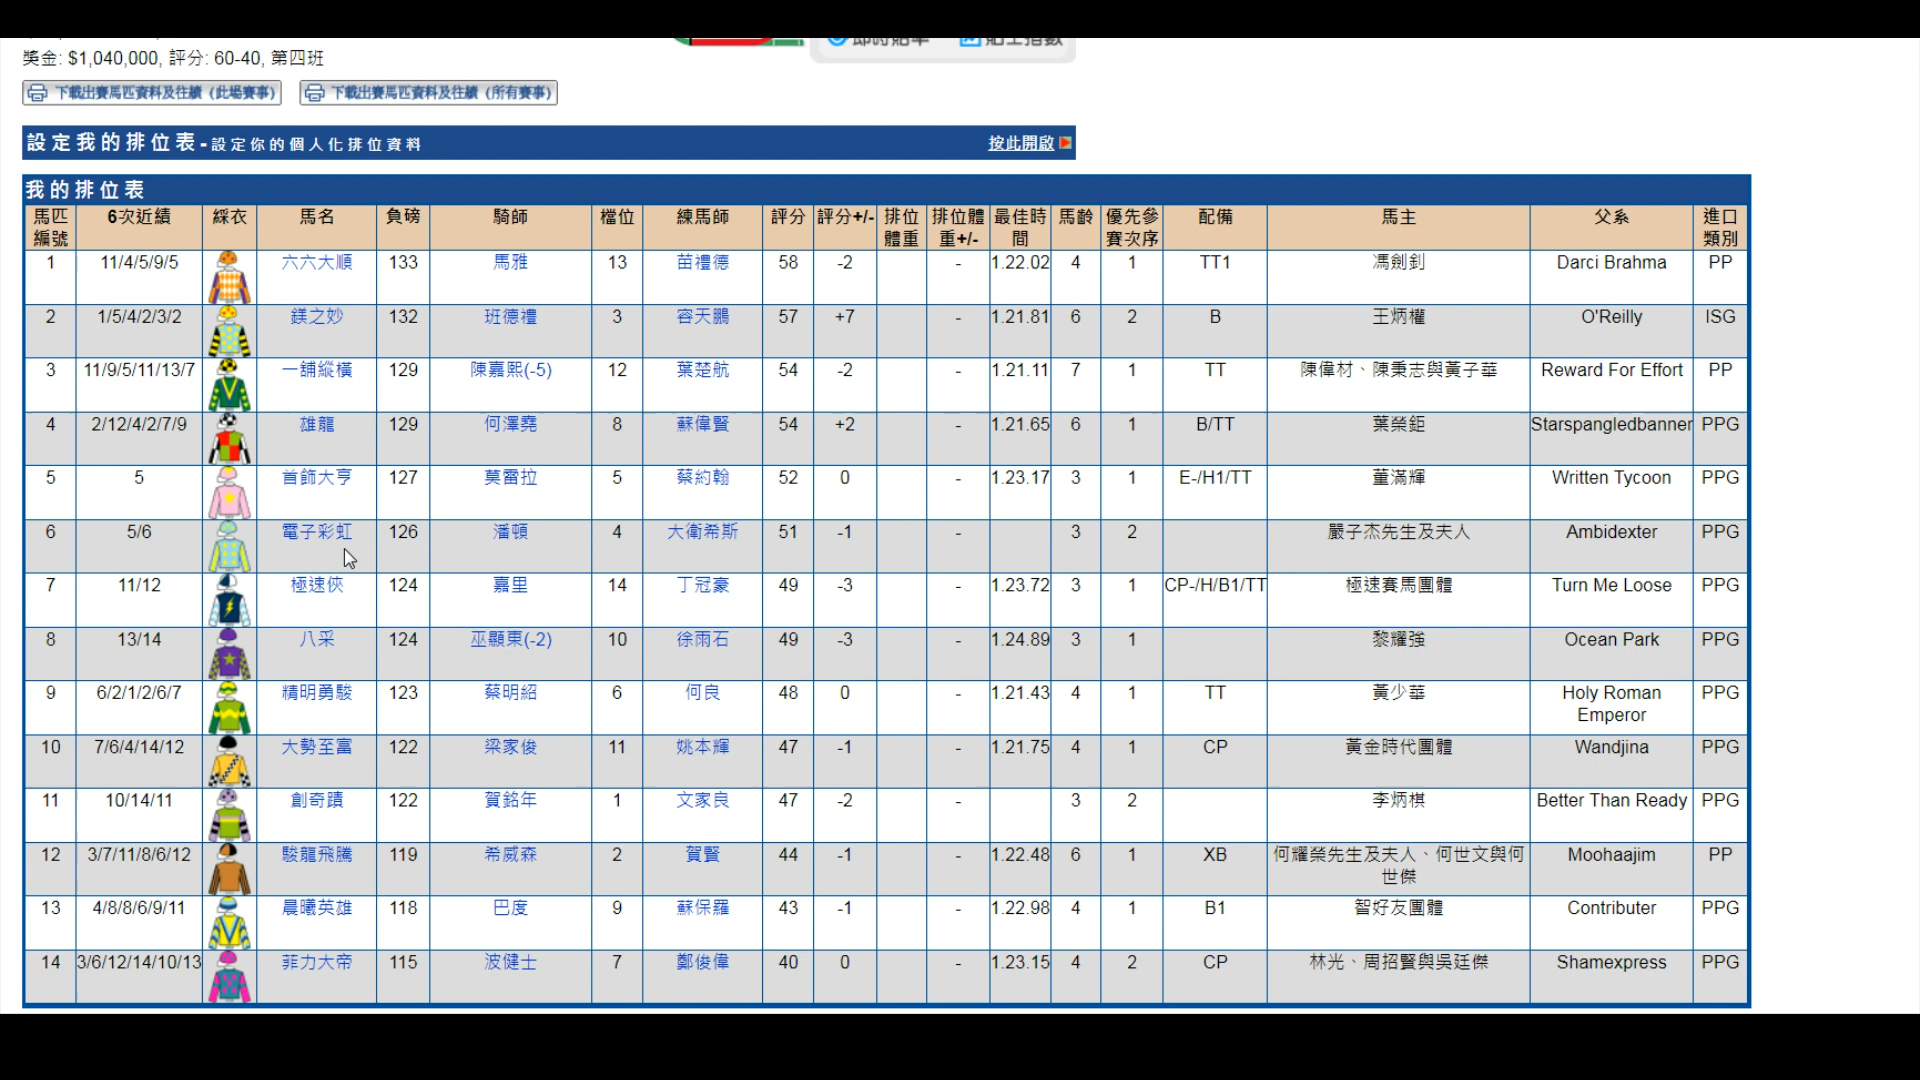 獎金: $1,040,000, 評分: 60-40, 第四班
下載出賽馬匹資料及往績 (此場賽事) 下載出賽馬匹資料及往績 (所有賽事)
設定我的排位表-設定你的個人化排位資料 按此開啟
我的排位表
馬匹編號 6次近績 綵衣 馬名 負磅 騎師 檔位 練馬師 評分 評分+/- 排位體重 排位體重+/- 最佳時間 馬齡 優先參賽次序 配備 馬主 父系 進口類別
1 11/4/5/9/5 六六大順 133 馬雅 13 苗禮德 58 -2 - 1.22.02 4 1 TT1 馮劍釗 Darci Brahma PP
2 1/5/4/2/3/2 鎂之妙 132 班德禮 3 容天鵬 57 +7 - 1.21.81 6 2 B 王炳權 O'Reilly ISG
3 11/9/5/11/13/7 一舖縱橫 129 陳嘉熙(-5) 12 葉楚航 54 -2 - 1.21.11 7 1 TT 陳偉材、陳秉志與黃子華 Reward For Effort PP
4 2/12/4/2/7/9 雄龍 129 何澤堯 8 蘇偉賢 54 +2 - 1.21.65 6 1 B/TT 葉榮鉅 Starspangledbanner PPG
5 5 首飾大亨 127 莫雷拉 5 蔡約翰 52 0 - 1.23.17 3 1 E-/H1/TT 董滿輝 Written Tycoon PPG
6 5/6 電子彩虹 126 潘頓 4 大衛希斯 51 -1 - 3 2 嚴子杰先生及夫人 Ambidexter PPG
7 11/12 極速俠 124 嘉里 14 丁冠豪 49 -3 - 1.23.72 3 1 CP-/H/B1/TT 極速賽馬團體 Turn Me Loose PPG
8 13/14 八采 124 巫顯東(-2) 10 徐雨石 49 -3 - 1.24.89 3 1 黎耀強 Ocean Park PPG
9 6/2/1/2/6/7 精明勇駿 123 蔡明紹 6 何良 48 0 - 1.21.43 4 1 TT 黃少華 Holy Roman Emperor PPG
10 7/6/4/14/12 大勢至富 122 梁家俊 11 姚本輝 47 -1 - 1.21.75 4 1 CP 黃金時代團體 Wandjina PPG
11 10/14/11 創奇蹟 122 賀銘年 1 文家良 47 -2 - 3 2 李炳棋 Better Than Ready PPG
12 3/7/11/8/6/12 駿龍飛騰 119 希威森 2 賀賢 44 -1 - 1.22.48 6 1 XB 何耀榮先生及夫人、何世文與何世傑 Moohaajim PP
13 4/8/8/6/9/11 晨曦英雄 118 巴度 9 蘇保羅 43 -1 - 1.22.98 4 1 B1 智好友團體 Contributer PPG
14 3/6/12/14/10/13 菲力大帝 115 波健士 7 鄭俊偉 40 0 - 1.23.15 4 2 CP 林光、周招賢與吳廷傑 Shamexpress PPG